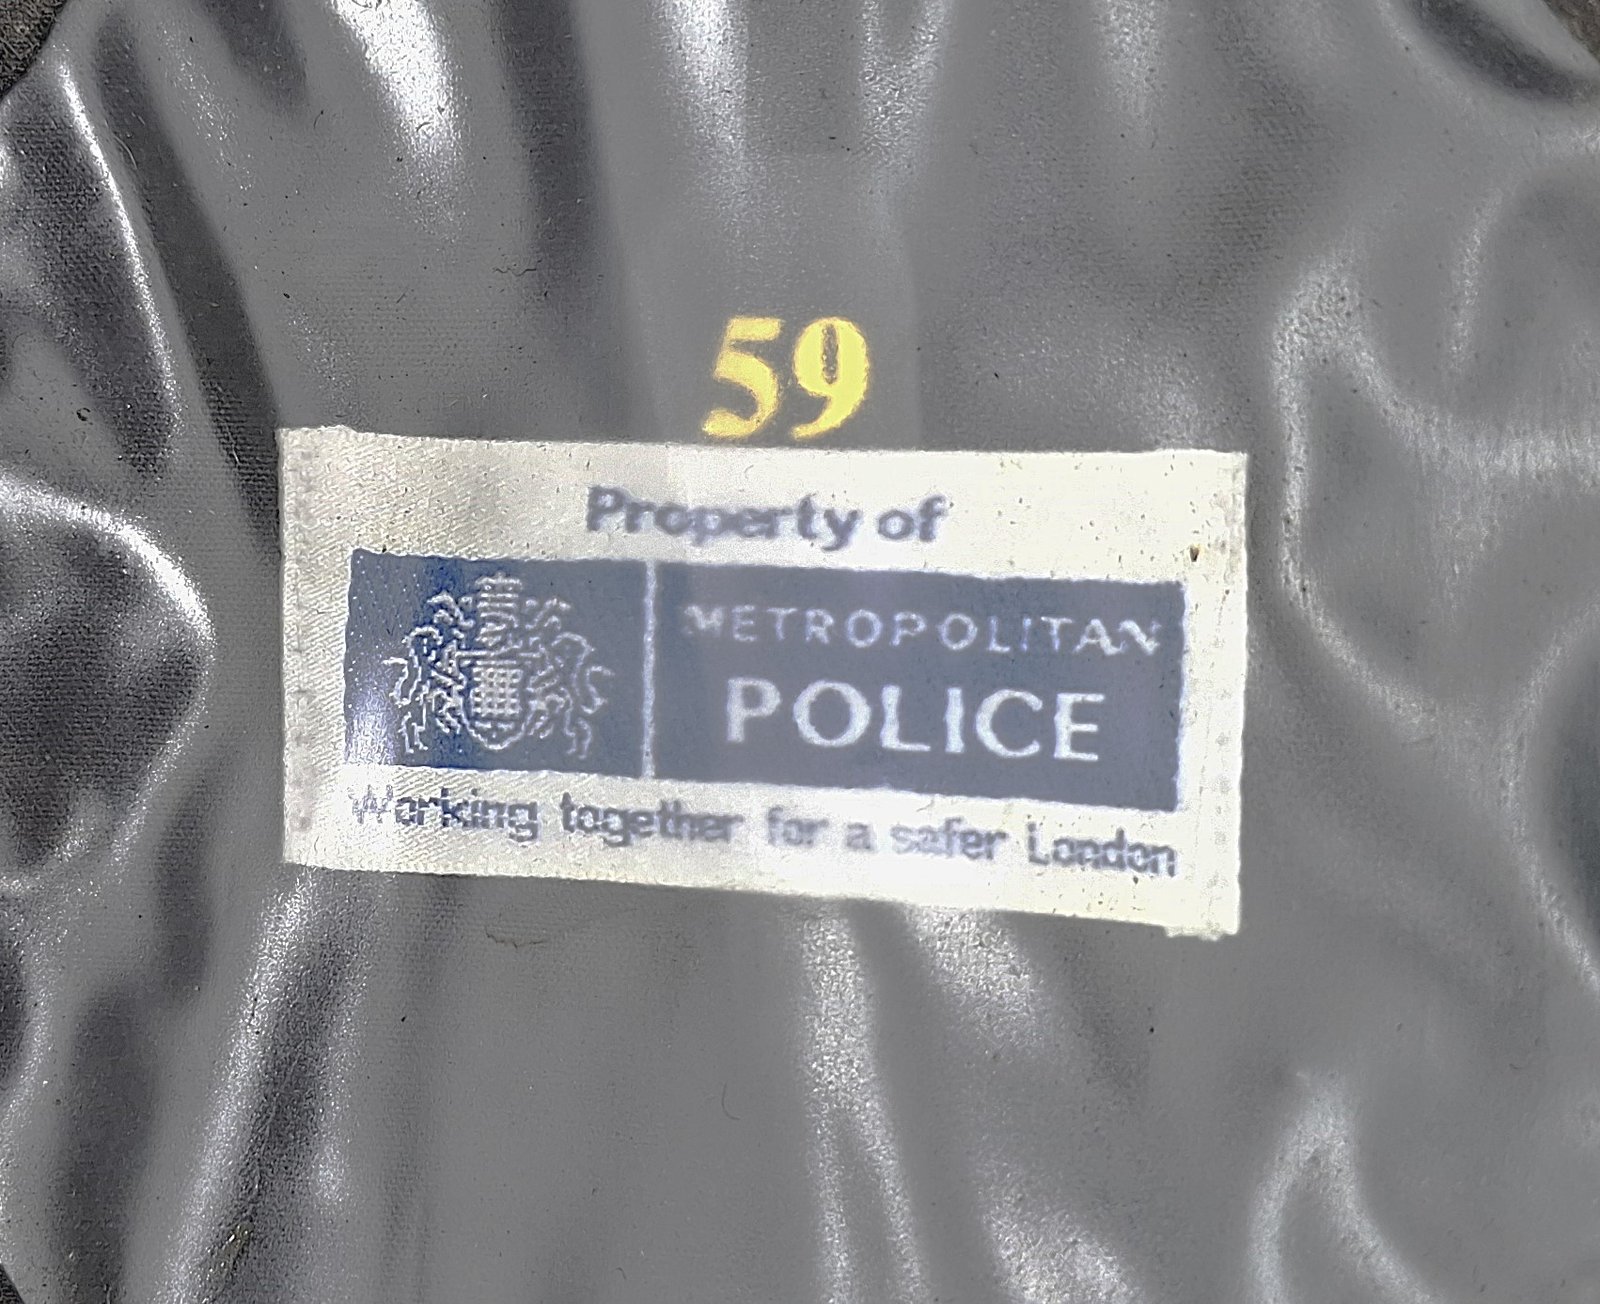 59
Property of
METROPOLITAN
POLICE
Working together for a safer London